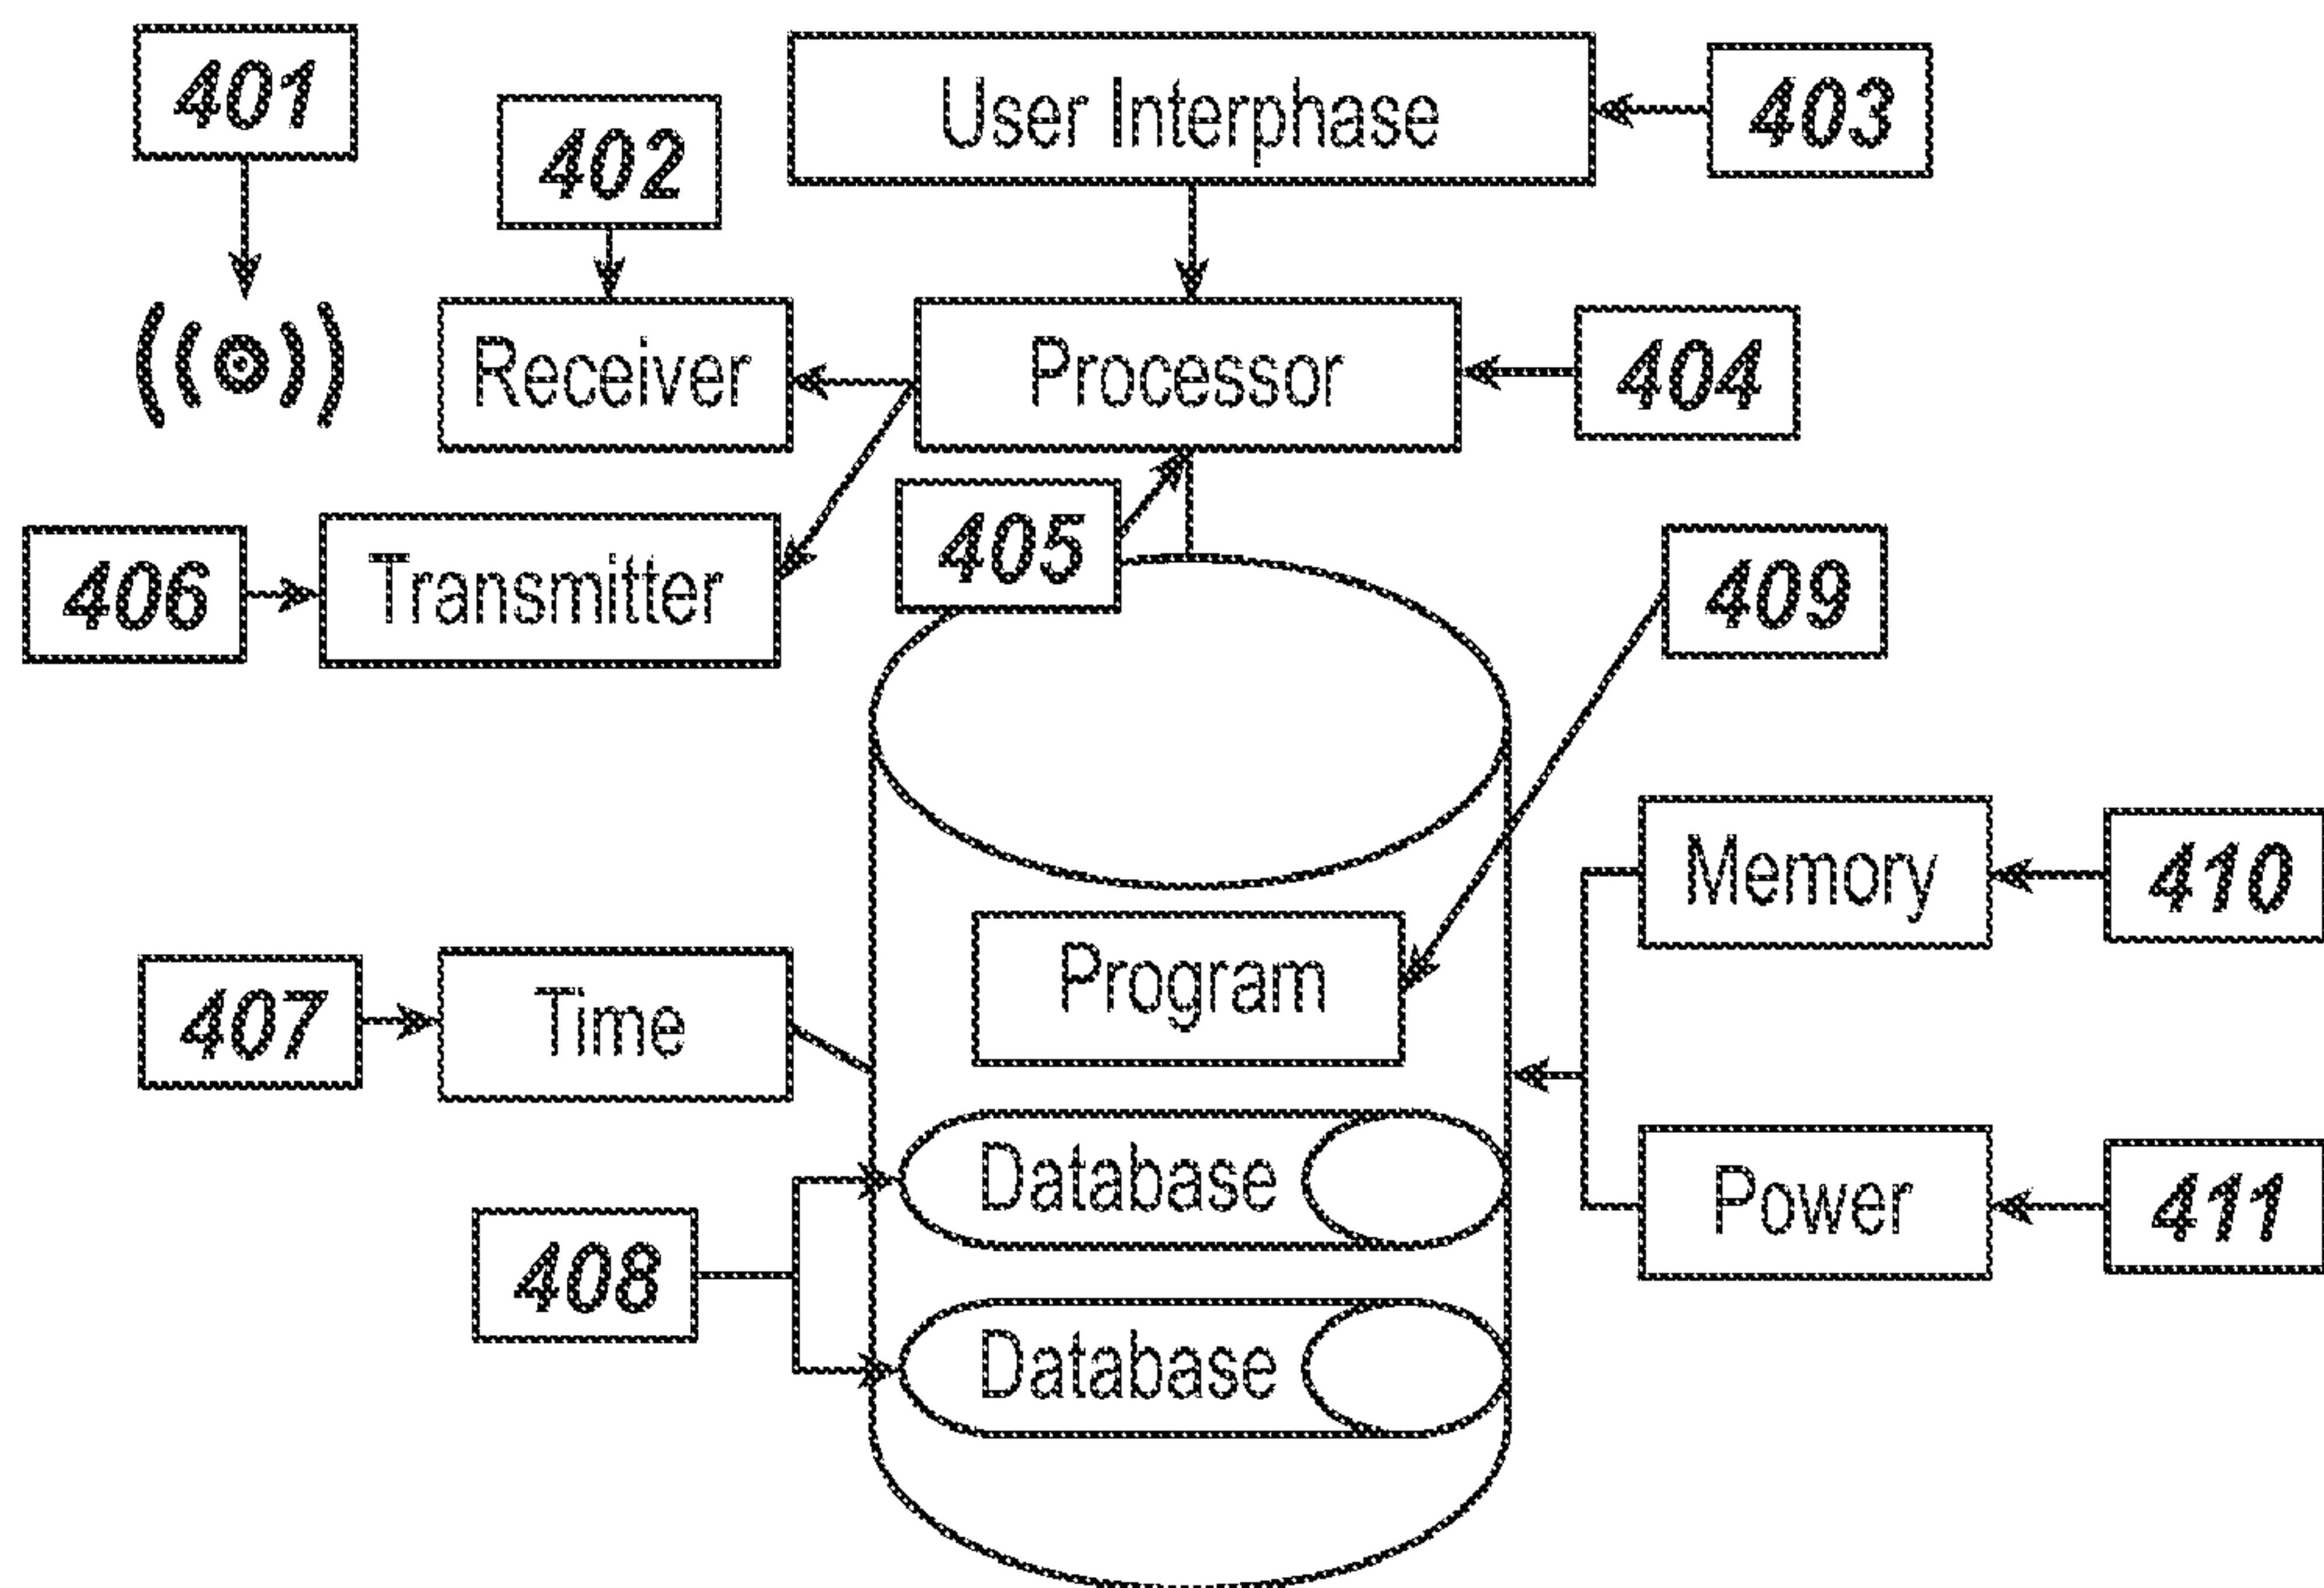 401
User Interphase
403
402
Receiver
Processor
404
405
406
Transmitter
409
Memory
410
Program
407
Time
Database
Power
411
408
Database